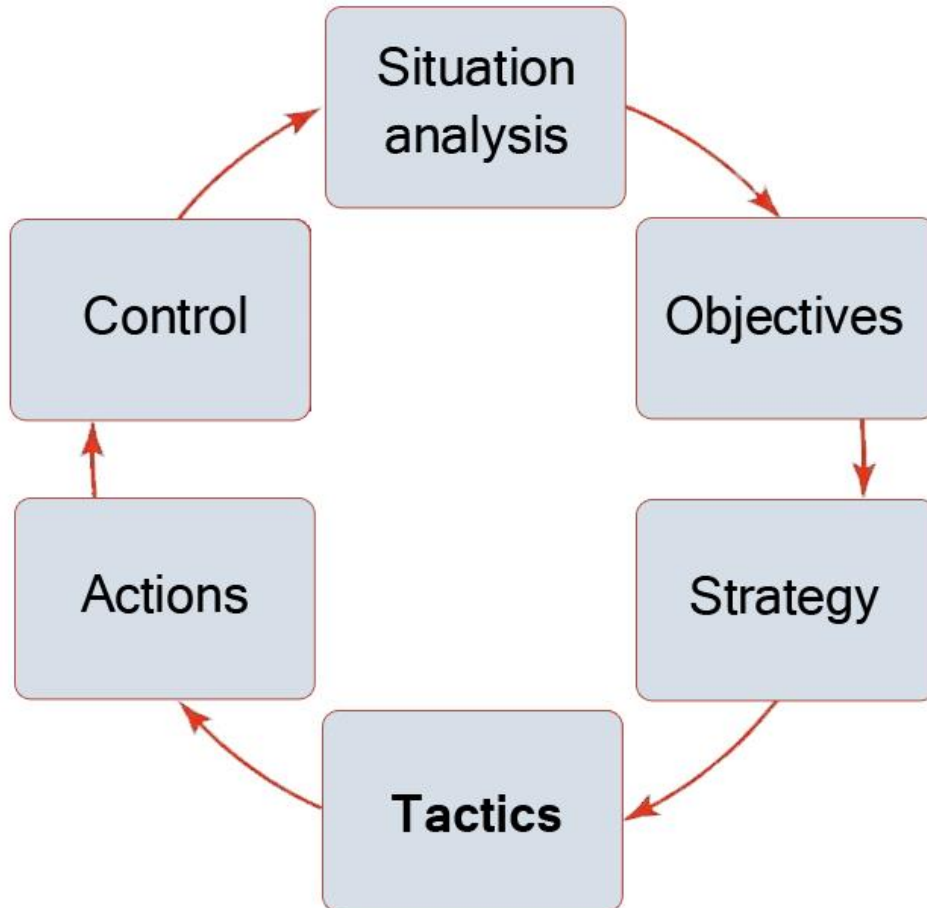 Situation
analysis
Objectives
Strategy
Tactics
Actions
Control